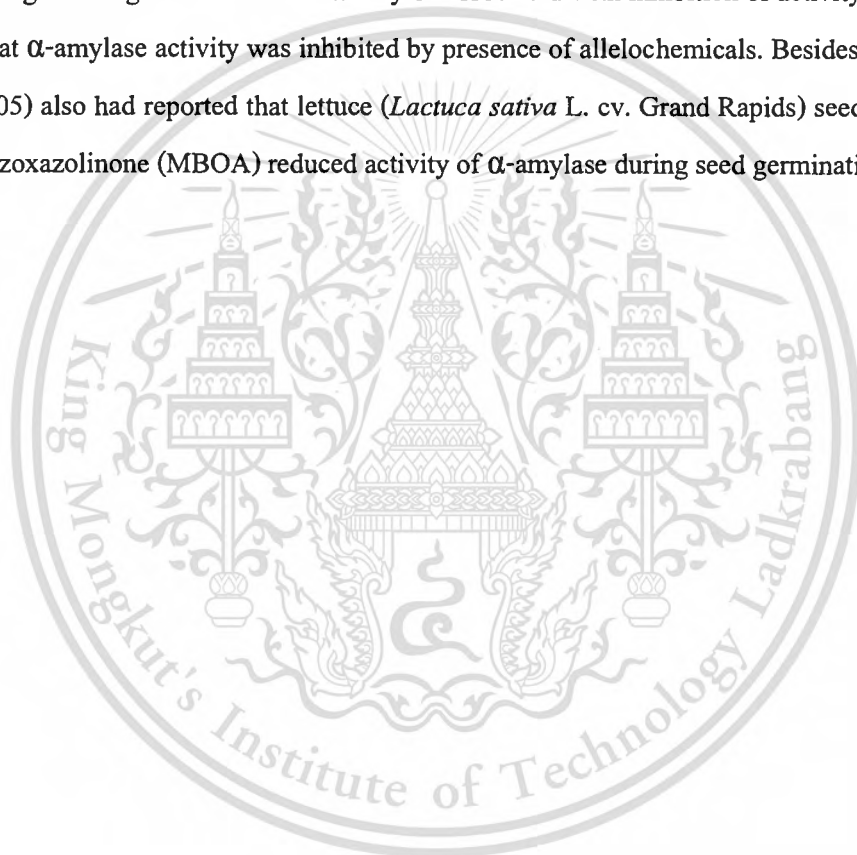 at α-amylase activity was inhibited by presence of allelochemicals. Besides
05) also had reported that lettuce (Lactuca sativa L. cv. Grand Rapids) seed
zoxazolinone (MBOA) reduced activity of α-amylase during seed germinati
King Mongkut's Institute of Technology Ladkrabang